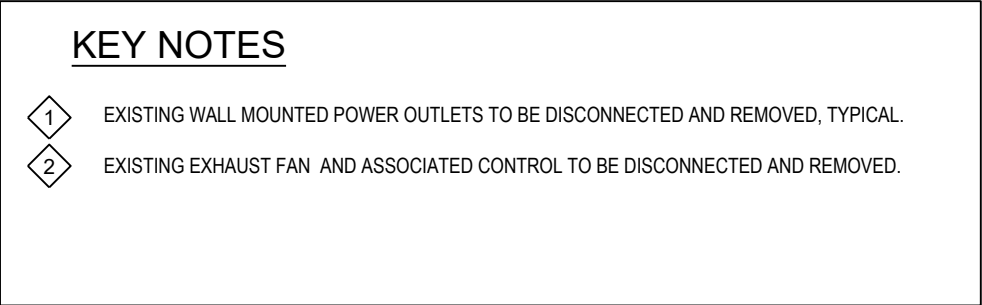 KEY NOTES
1 EXISTING WALL MOUNTED POWER OUTLETS TO BE DISCONNECTED AND REMOVED, TYPICAL.
2 EXISTING EXHAUST FAN AND ASSOCIATED CONTROL TO BE DISCONNECTED AND REMOVED.